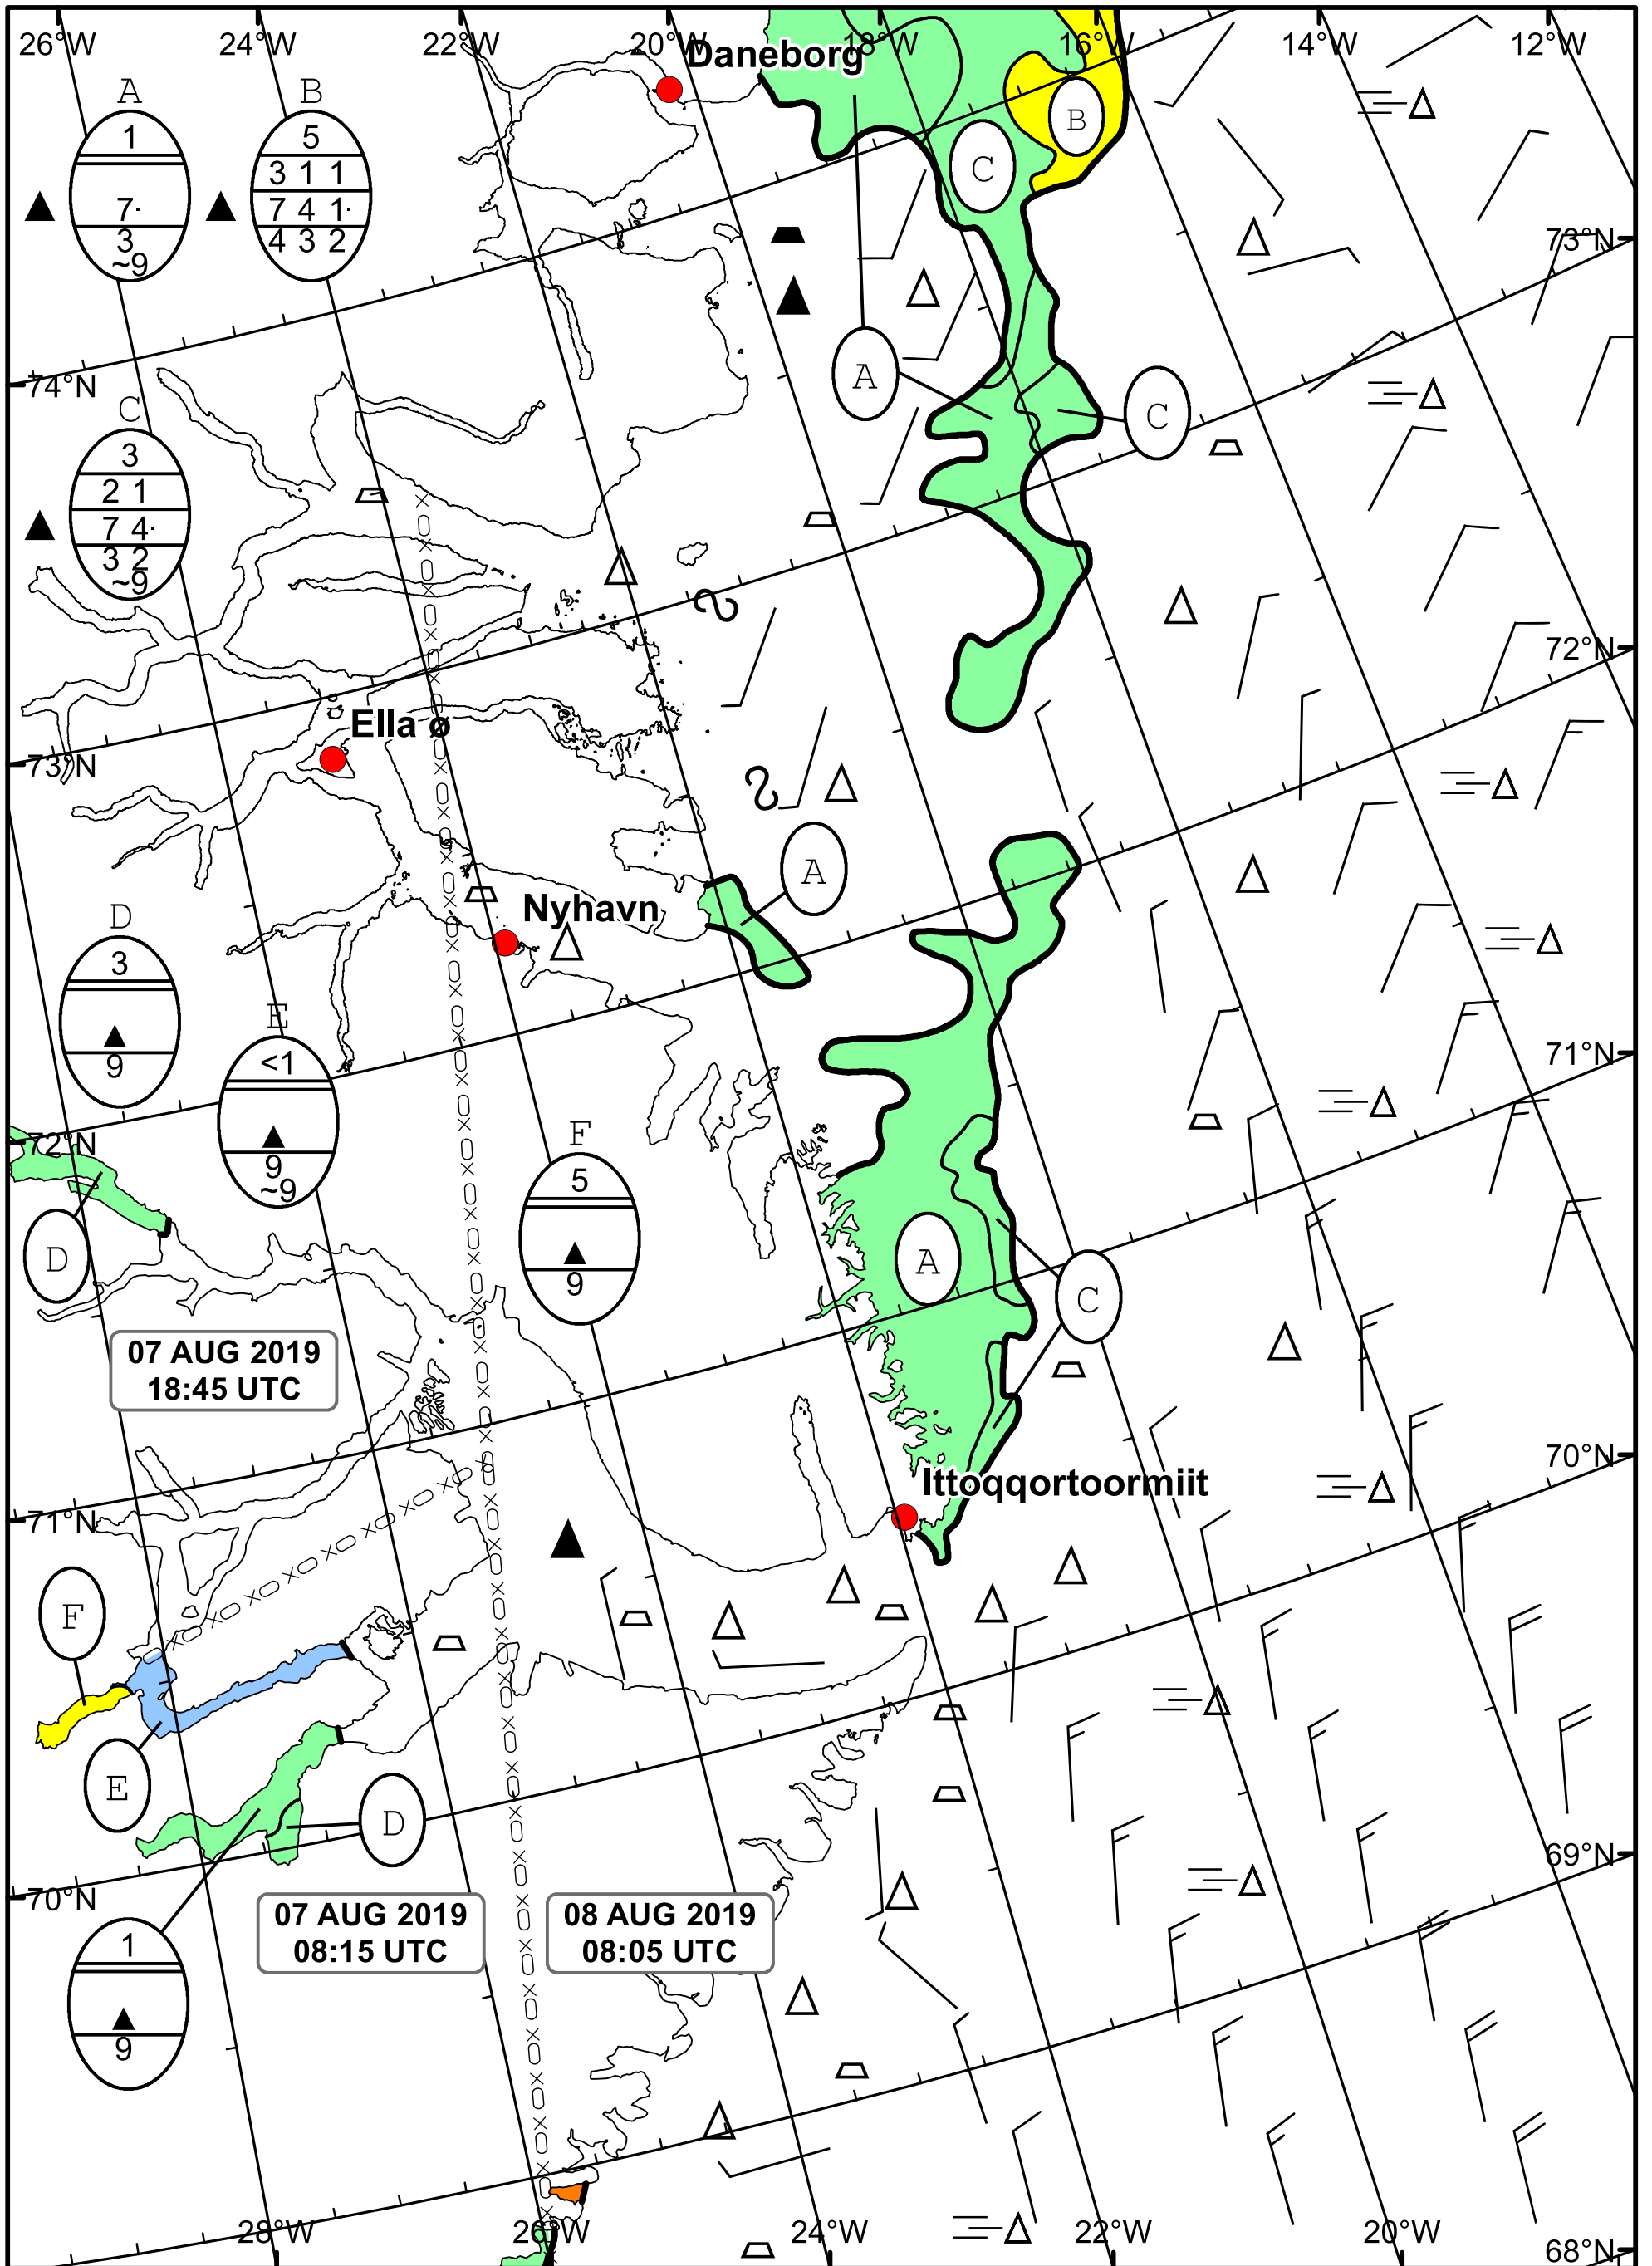 26°W 24°W 22°W 20°W 18°W 16°W 14°W 12°W
Daneborg
A B
1 5
3 1 1
7· 7 4 1·
3 4 3 2
~9
B
C
73°N
74°N
A
C
C
3
2 1
7 4·
3 2
~9
72°N
Ella ø
73°N
A
Nyhavn
D
3
9
E
<1
9
~9
71°N
F
5
9
72°N
D
A
C
07 AUG 2019
18:45 UTC
70°N
Ittoqqortoormiit
71°N
F
E
D
69°N
70°N
07 AUG 2019
08:15 UTC
08 AUG 2019
08:05 UTC
1
9
28°W 26°W 24°W 22°W 20°W
68°N